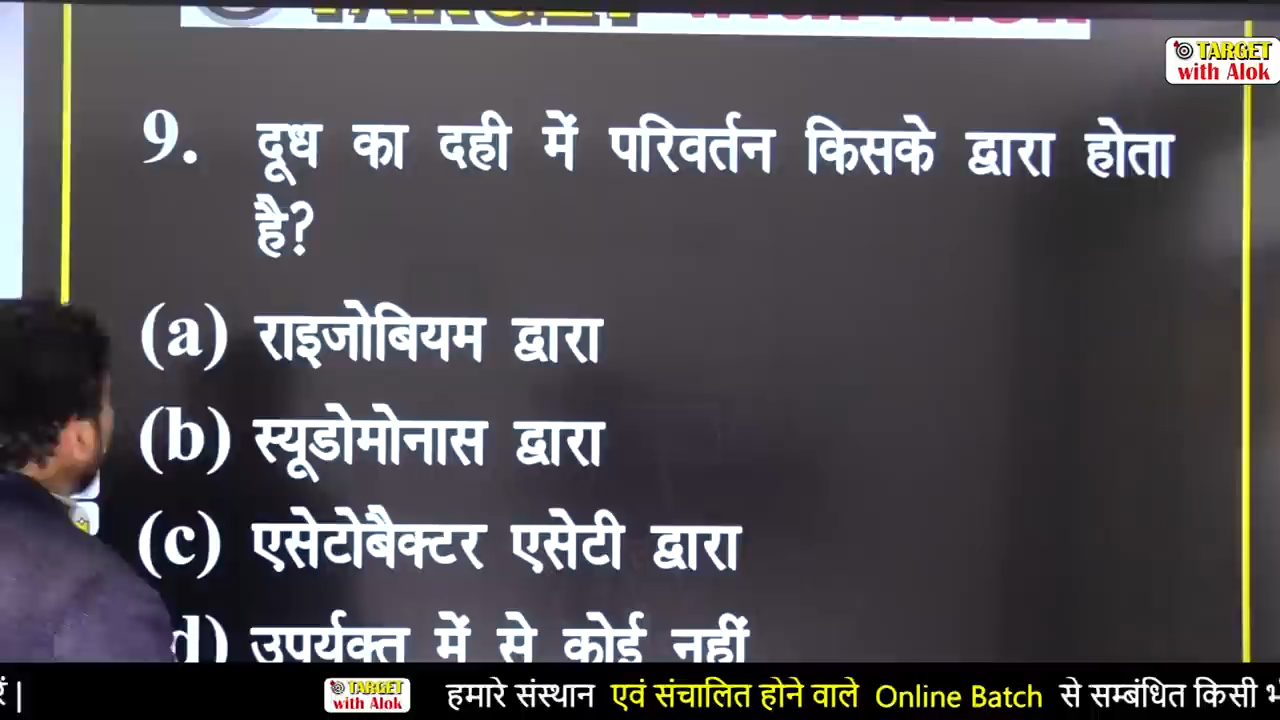 TARGET
with Alok
9. दूध का दही में परिवर्तन किसके द्वारा होता
है?
(a) राइजोबियम द्वारा
(b) स्यूडोमोनास द्वारा
(c) एसेटोबैक्टर एसेटी द्वारा
d) उपर्युक्त में से कोई नहीं
TARGET
with Alok
हमारे संस्थान एवं संचालित होने वाले Online Batch से सम्बंधित किसी